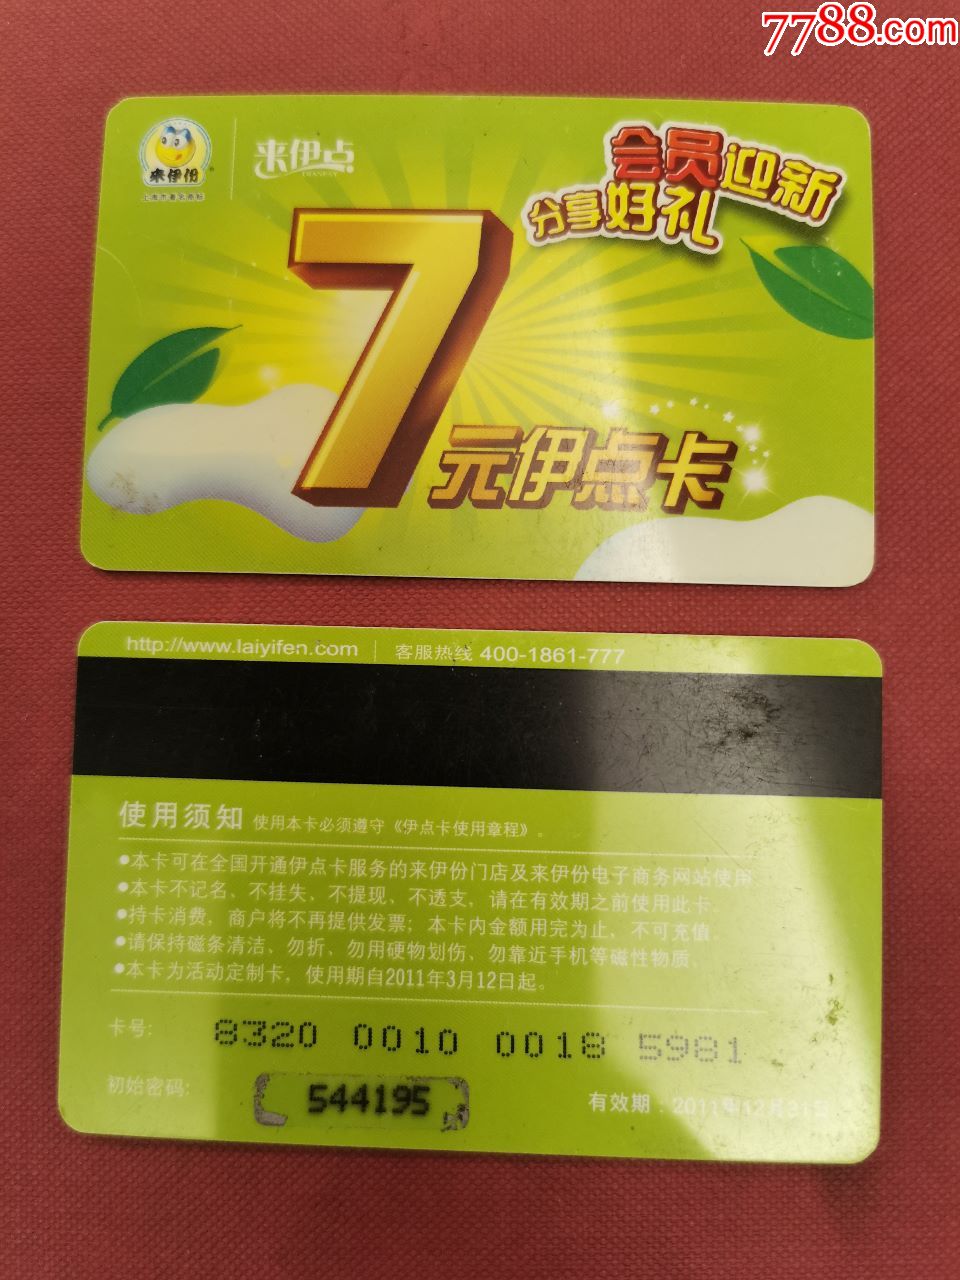 7788.com
来伊份
上海市著名商标
来伊点
会员迎新
分享好礼
7
元伊点卡
http://www.laiyifen.com 客服热线 400-1861-777
使用须知 使用本卡必须遵守《伊点卡使用章程》。
●本卡可在全国开通伊点卡服务的来伊份门店及来伊份电子商务网站使用
●本卡不记名、不挂失、不提现、不透支，请在有效期之前使用此卡
●持卡消费，商户将不再提供发票；本卡内金额用完为止，不可充值
●请保持磁条清洁、勿折、勿用硬物划伤、勿靠近手机等磁性物质
●本卡为活动定制卡，使用期自2011年3月12日起。
卡号: 8320 0010 0018 5981
初始密码: 544195
有效期：2011年12月31日